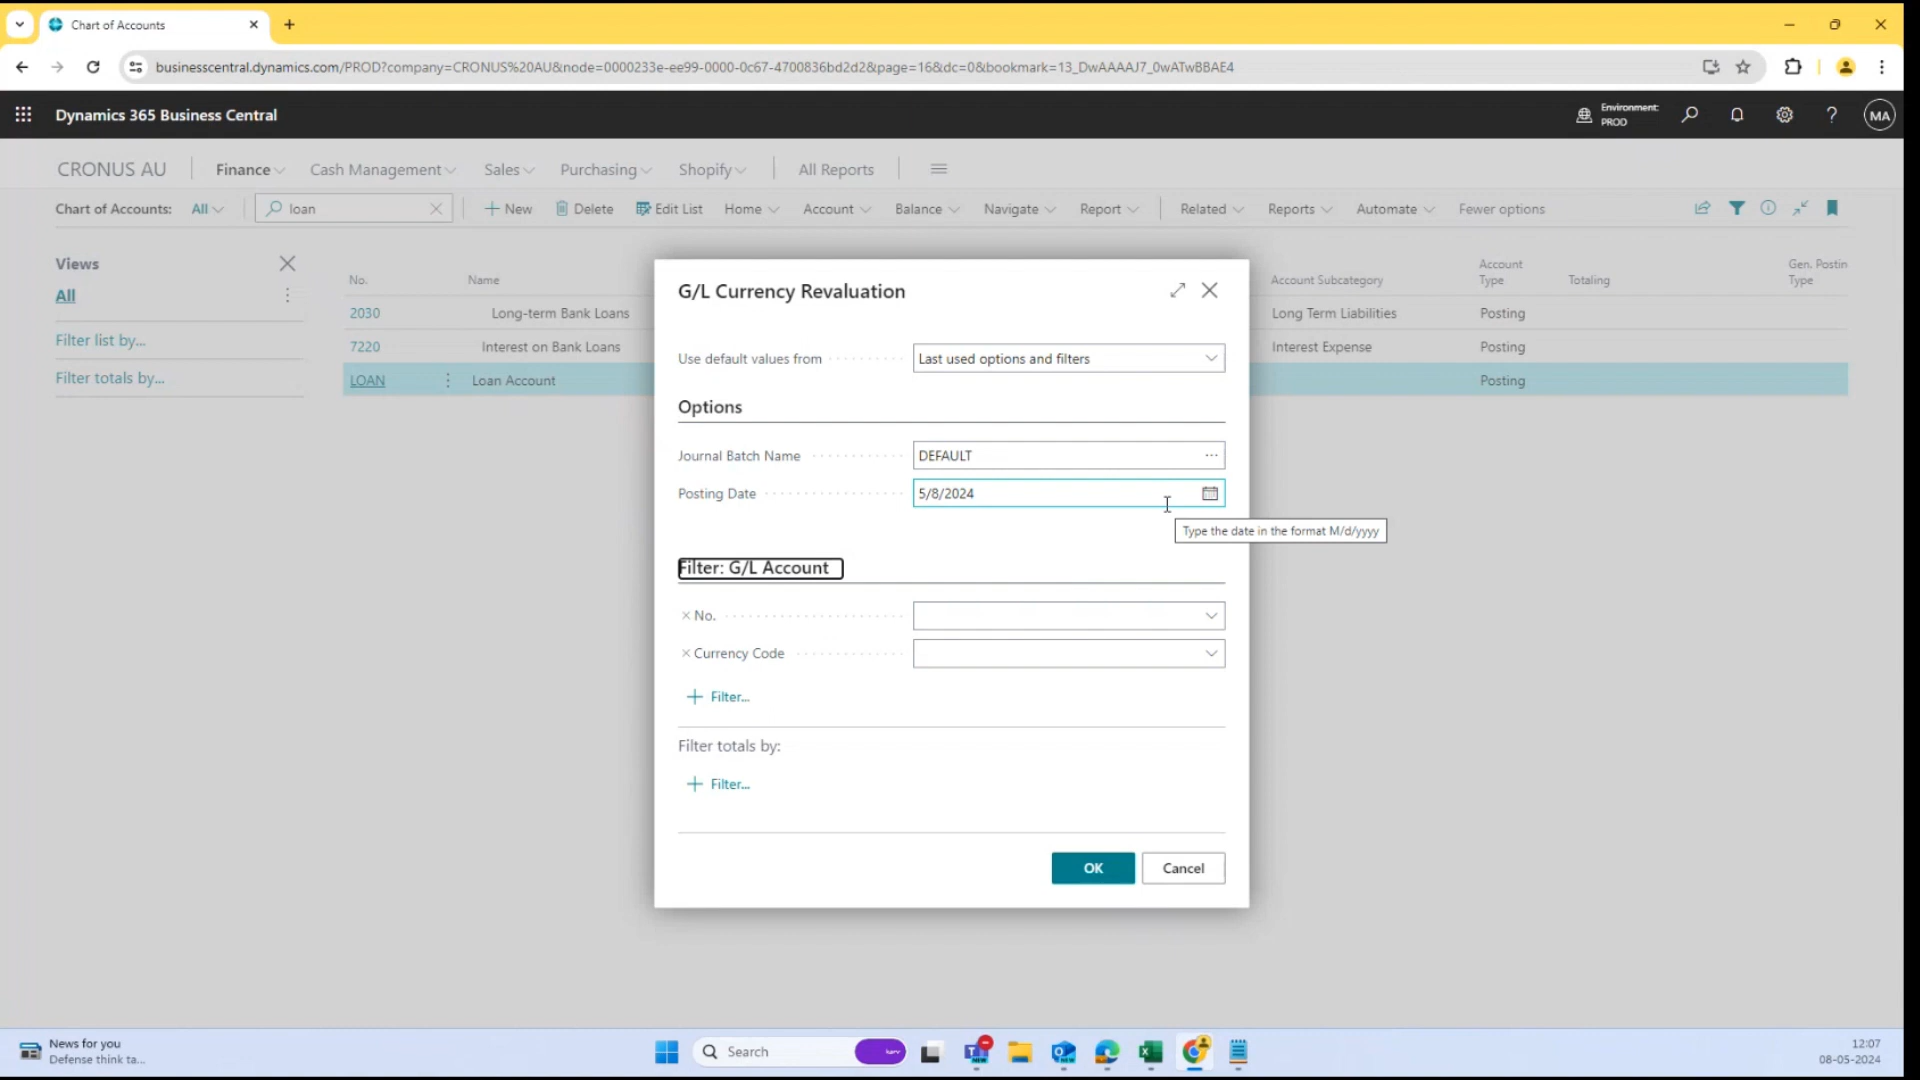 Chart of Accounts
businesscentral.dynamics.com/PROD?company=CRONUS%20AU&node=0000233e-ee99-0000-0c67-4700836bd2d2&page=16&dc=0&bookmark=13_DwAAAAJ7_0wATwBBAE4
Dynamics 365 Business Central
Environment:
PROD
MA
CRONUS AU
Finance
Cash Management
Sales
Purchasing
Shopify
All Reports
Chart of Accounts:
All
loan
New
Delete
Edit List
Home
Account
Balance
Navigate
Report
Related
Reports
Automate
Fewer options
Views
All
Filter list by...
Filter totals by...
No.
Name
Account Subcategory
Account
Type
Totaling
Gen. Postin
Type
2030
Long-term Bank Loans
Long Term Liabilities
Posting
7220
Interest on Bank Loans
Interest Expense
Posting
LOAN
Loan Account
Posting
G/L Currency Revaluation
Use default values from
Last used options and filters
Options
Journal Batch Name
DEFAULT
Posting Date
5/8/2024
Type the date in the format M/d/yyyy
Filter: G/L Account
No.
Currency Code
Filter...
Filter totals by:
Filter...
OK
Cancel
News for you
Defense think ta...
Search
12:07
08-05-2024